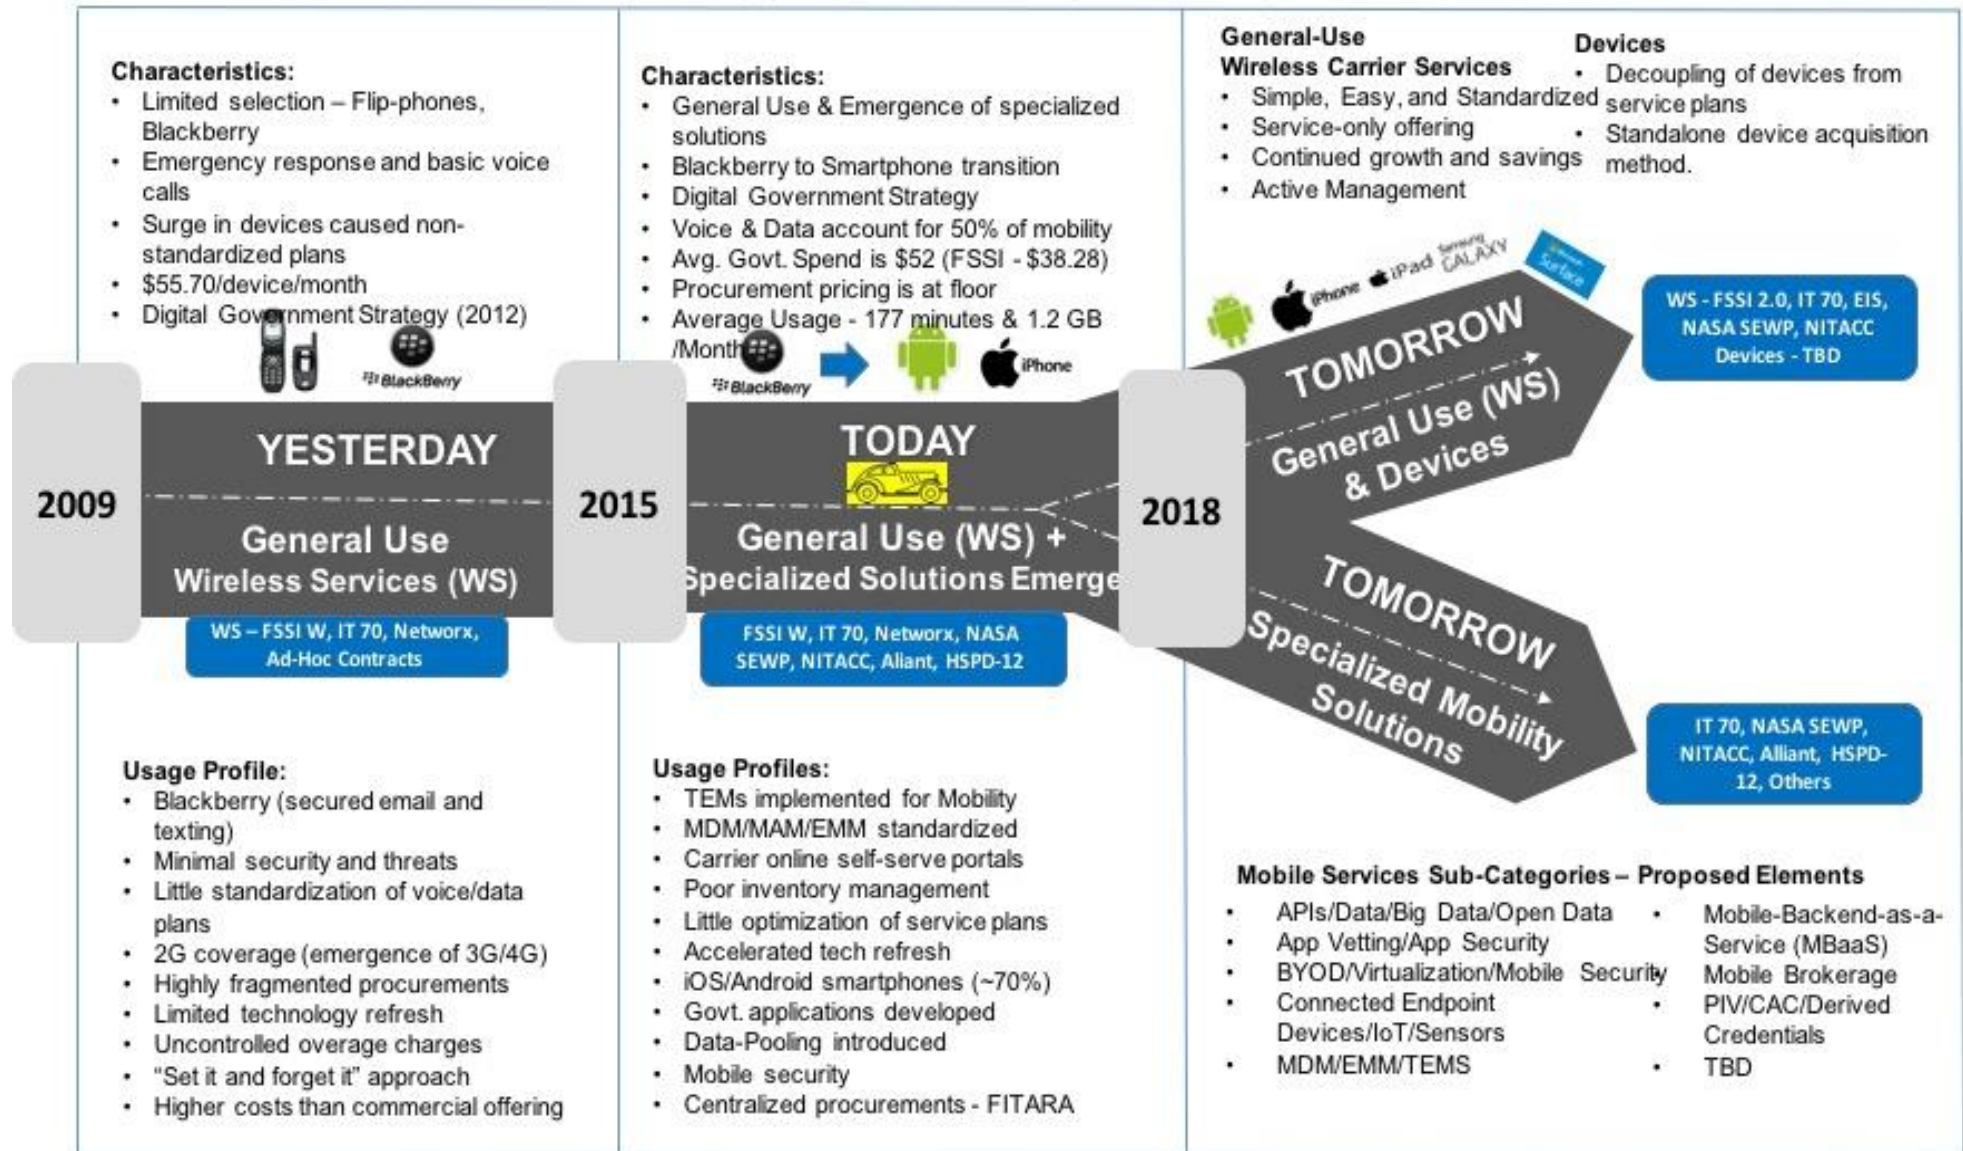 Characteristics:
• Limited selection – Flip-phones,
Blackberry
• Emergency response and basic voice
calls
• Surge in devices caused non-
standardized plans
• $55.70/device/month
• Digital Government Strategy (2012)
BlackBerry
2009
YESTERDAY
General Use
Wireless Services (WS)
WS – FSSI W, IT 70, Networx,
Ad-Hoc Contracts
Usage Profile:
• Blackberry (secured email and
texting)
• Minimal security and threats
• Little standardization of voice/data
plans
• 2G coverage (emergence of 3G/4G)
• Highly fragmented procurements
• Limited technology refresh
• Uncontrolled overage charges
• “Set it and forget it” approach
• Higher costs than commercial offering
Characteristics:
• General Use & Emergence of specialized
solutions
• Blackberry to Smartphone transition
• Digital Government Strategy
• Voice & Data account for 50% of mobility
• Avg. Govt. Spend is $52 (FSSI - $38.28)
• Procurement pricing is at floor
• Average Usage - 177 minutes & 1.2 GB
/Month
BlackBerry
iPhone
2015
TODAY
General Use (WS) +
Specialized Solutions Emerge
FSSI W, IT 70, Networx, NASA
SEWP, NITACC, Aliant, HSPD-12
Usage Profiles:
• TEMs implemented for Mobility
• MDM/MAM/EMM standardized
• Carrier online self-serve portals
• Poor inventory management
• Little optimization of service plans
• Accelerated tech refresh
• iOS/Android smartphones (~70%)
• Govt. applications developed
• Data-Pooling introduced
• Mobile security
• Centralized procurements - FITARA
General-Use
Wireless Carrier Services
• Simple, Easy, and Standardized
• Service-only offering
• Continued growth and savings
• Active Management
Devices
• Decoupling of devices from
service plans
• Standalone device acquisition
method.
iPhone
iPad
Samsung
GALAXY
Microsoft
Surface
2018
TOMORROW
General Use (WS)
& Devices
WS - FSSI 2.0, IT 70, EIS,
NASA SEWP, NITACC
Devices - TBD
TOMORROW
Specialized Mobility
Solutions
IT 70, NASA SEWP,
NITACC, Alliant, HSPD-
12, Others
Mobile Services Sub-Categories – Proposed Elements
• APIs/Data/Big Data/Open Data
• App Vetting/App Security
• BYOD/Virtualization/Mobile Security
• Connected Endpoint
Devices/IoT/Sensors
• MDM/EMM/TEMS
• Mobile-Backend-as-a-
Service (MBaaS)
• Mobile Brokerage
• PIV/CAC/Derived
Credentials
• TBD